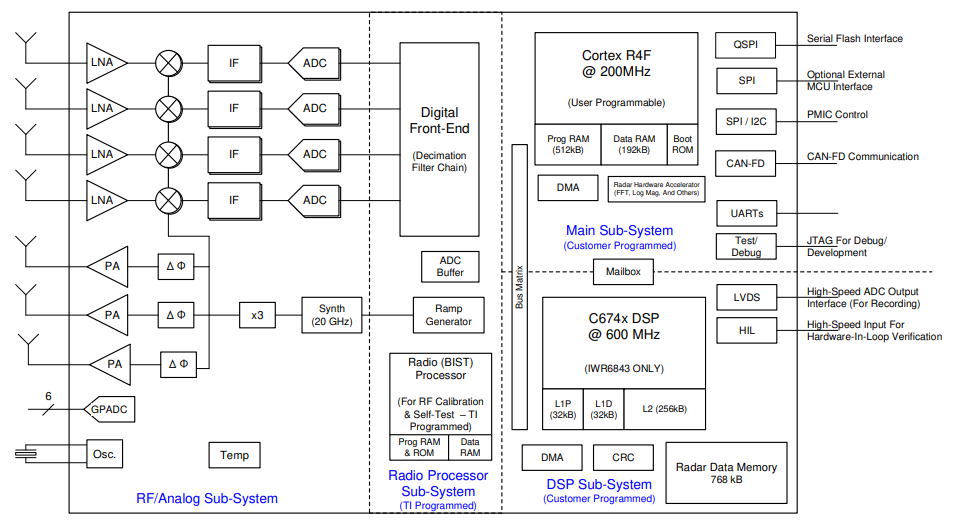 LNA
IF
ADC
LNA
IF
ADC
LNA
IF
ADC
LNA
IF
ADC
PA
Δ Φ
PA
Δ Φ
x3
Synth
(20 GHz)
PA
Δ Φ
6
GPADC
Osc.
Temp
RF/Analog Sub-System
Digital
Front-End
(Decimation
Filter Chain)
ADC
Buffer
Ramp
Generator
Radio (BIST)
Processor
(For RF Calibration
& Self-Test – TI
Programmed)
Prog RAM
& ROM
Data
RAM
Radio Processor
Sub-System
(TI Programmed)
Bus Matrix
Cortex R4F
@ 200MHz
(User Programmable)
Prog RAM
(512kB)
Data RAM
(192kB)
Boot
ROM
DMA
Radar Hardware Accelerator
(FFT, Log Mag, And Others)
Main Sub-System
(Customer Programmed)
Mailbox
C674x DSP
@ 600 MHz
(IWR6843 ONLY)
L1P
(32kB)
L1D
(32kB)
L2 (256kB)
DMA
CRC
DSP Sub-System
(Customer Programmed)
Radar Data Memory
768 kB
QSPI
Serial Flash Interface
SPI
Optional External
MCU Interface
SPI / I2C
PMIC Control
CAN-FD
CAN-FD Communication
UARTs
Test/
Debug
JTAG For Debug/
Development
LVDS
High-Speed ADC Output
Interface (For Recording)
HIL
High-Speed Input For
Hardware-In-Loop Verification